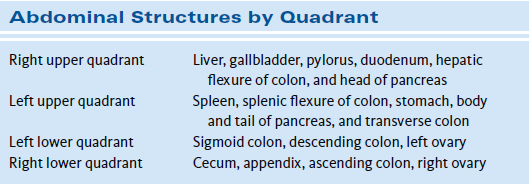 Abdominal Structures by Quadrant
Right upper quadrant Liver, gallbladder, pylorus, duodenum, hepatic
flexure of colon, and head of pancreas
Left upper quadrant Spleen, splenic flexure of colon, stomach, body
and tail of pancreas, and transverse colon
Left lower quadrant Sigmoid colon, descending colon, left ovary
Right lower quadrant Cecum, appendix, ascending colon, right ovary